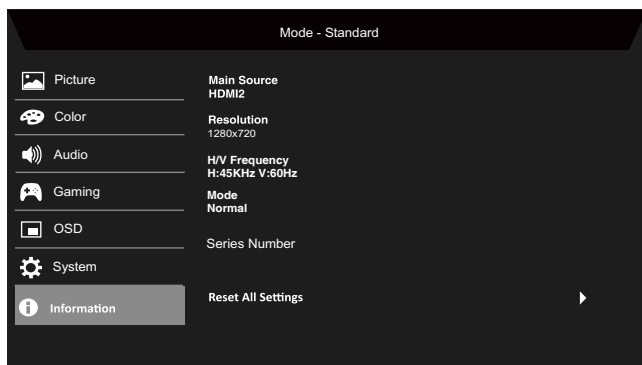 Mode - Standard
Picture
Color
Audio
Gaming
OSD
System
Information
Main Source
HDMI2
Resolution
1280x720
H/V Frequency
H:45KHz V:60Hz
Mode
Normal
Series Number
Reset All Settings